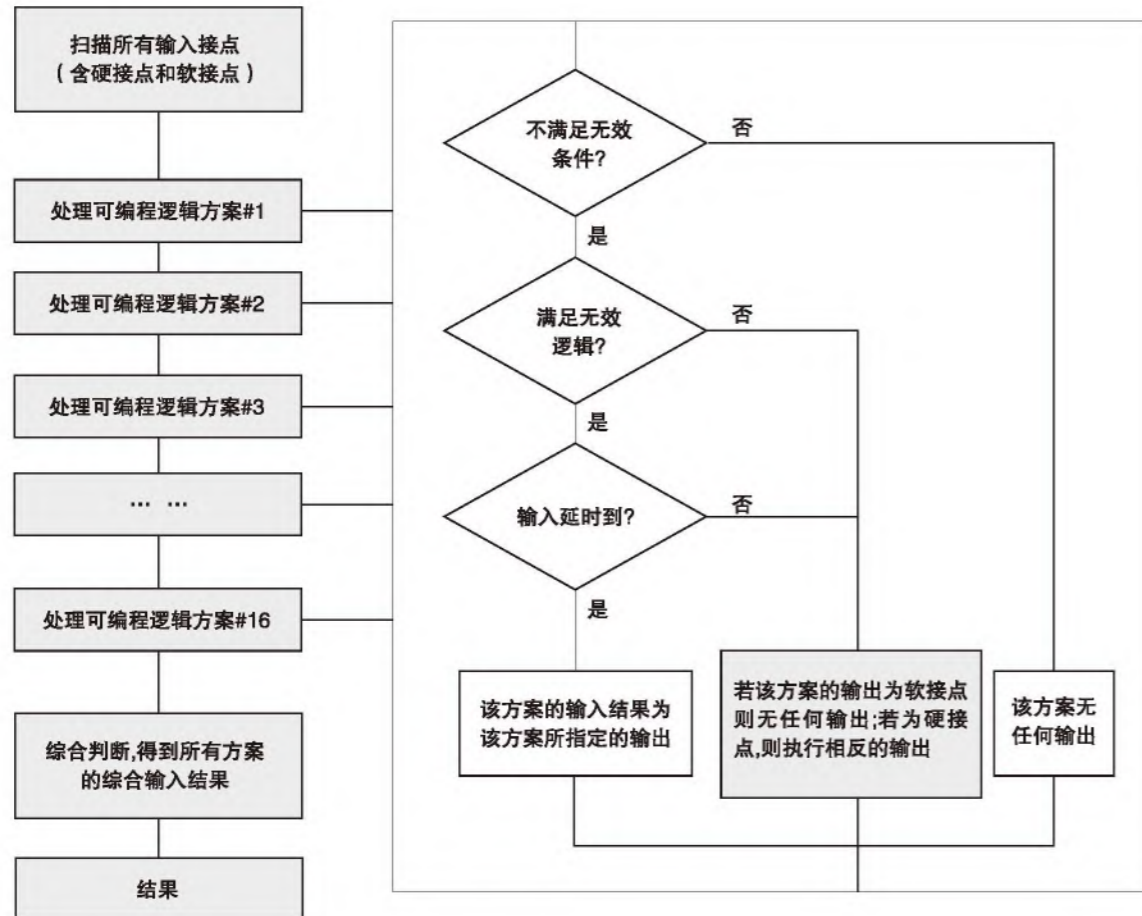 扫描所有输入接点
（含硬接点和软接点）
处理可编程逻辑方案#1
处理可编程逻辑方案#2
处理可编程逻辑方案#3
… …
处理可编程逻辑方案#16
综合判断,得到所有方案
的综合输入结果
结果
不满足无效
条件?
否
是
满足无效
逻辑?
否
是
输入延时到?
否
是
该方案的输入结果为
该方案所指定的输出
若该方案的输出为软接点
则无任何输出;若为硬接
点,则执行相反的输出
该方案无
任何输出